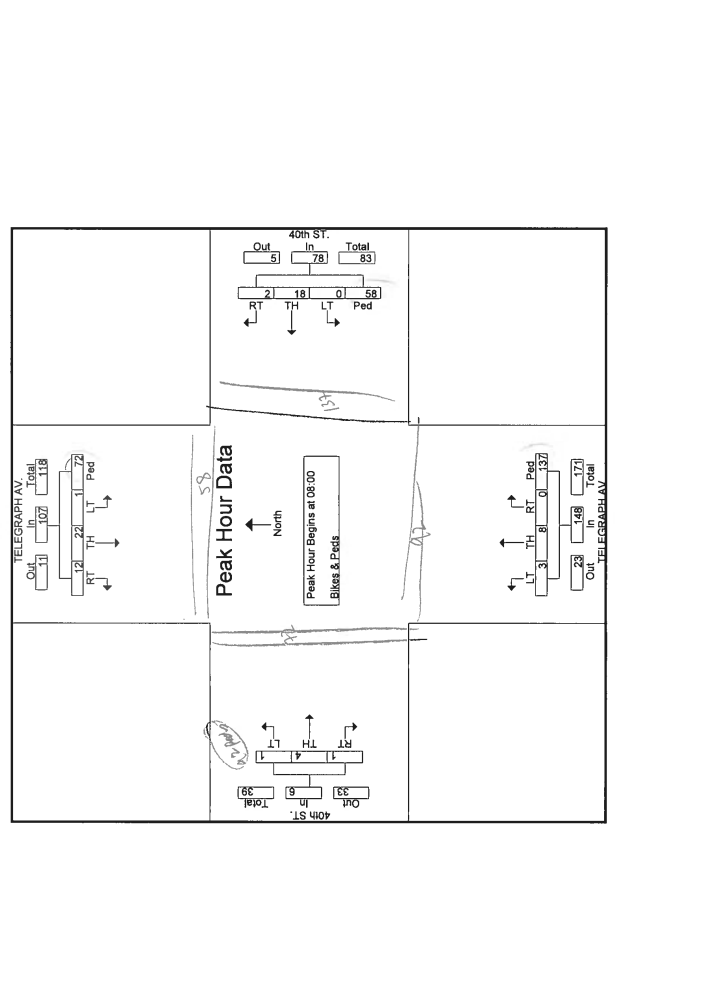 40th ST.
Out In Total
5 78 83
2 18 0 58
RT TH LT Ped
137
TELEGRAPH AV.
Out In Total
11 107 118
12 22 1 72
RT TH LT Ped
58
Peak Hour Data
North
Peak Hour Begins at 08:00
Bikes & Peds
92
LT TH RT Ped
3 8 0 137
23 148 171
Out In Total
TELEGRAPH AV.
72
LT TH RT
1 4 1
39 6 33
Total In Out
40th ST.